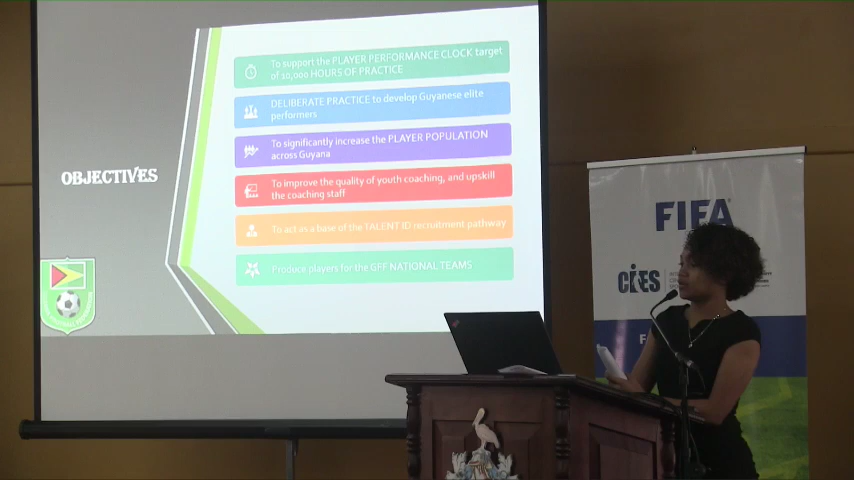 To support the PLAYER PERFORMANCE CLOCK target
of 10,000 HOURS OF PRACTICE
DELIBERATE PRACTICE to develop Guyanese elite
performers
To significantly increase the PLAYER POPULATION
across Guyana
OBJECTIVES
To improve the quality of youth coaching, and upskill
the coaching staff
To act as a base of the TALENT ID recruitment pathway
Produce players for the GFF NATIONAL TEAMS
FIFA
CIES
F